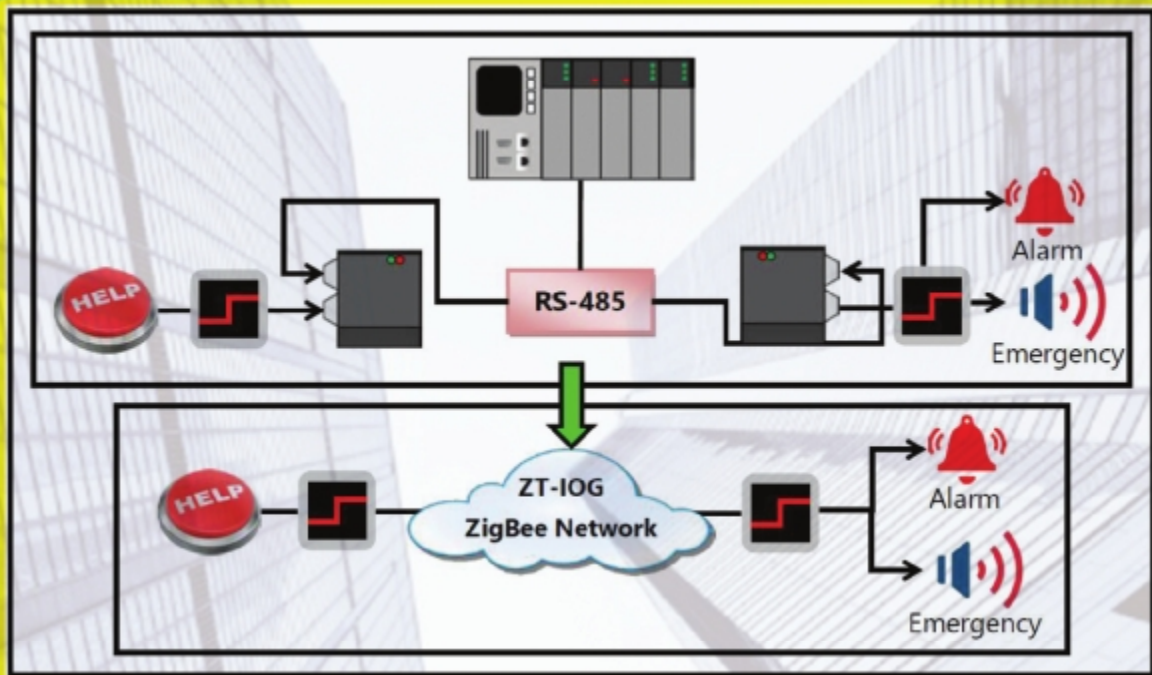 Alarm
HELP
RS-485
Emergency
ZT-IOG
ZigBee Network
HELP
Alarm
Emergency